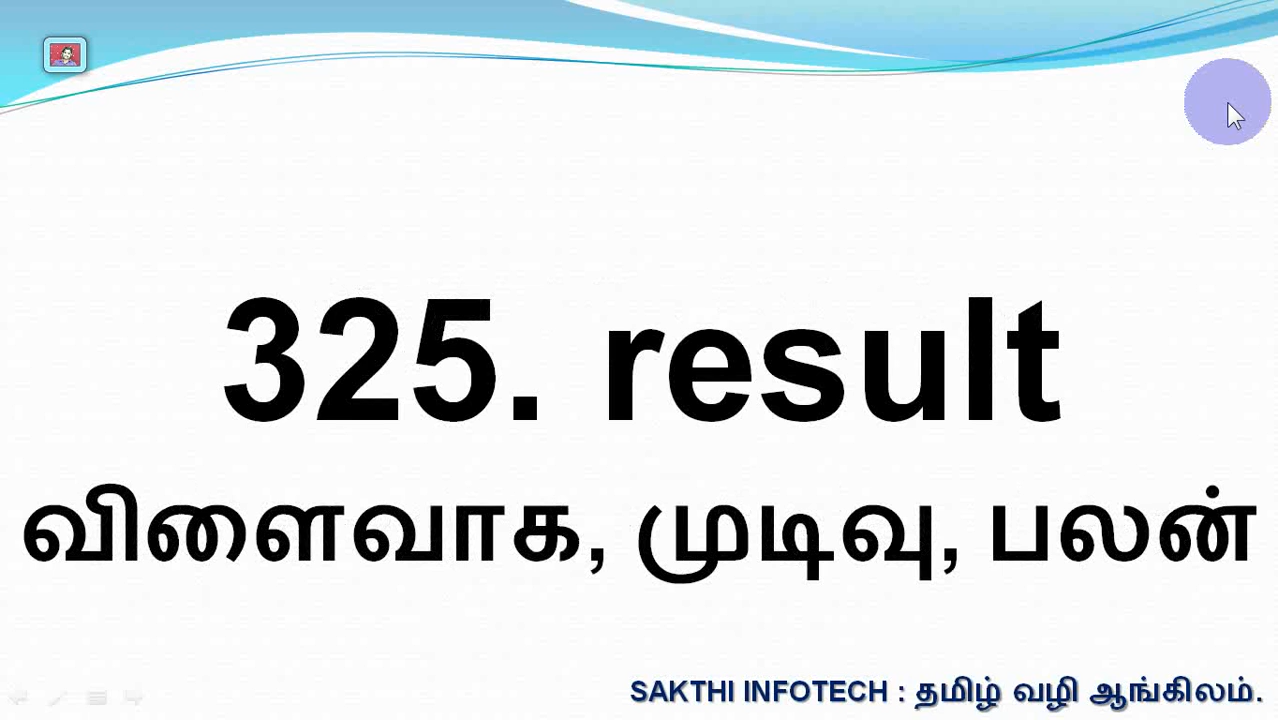 325. result
விளைவாக, முடிவு, பலன்
SAKTHI INFOTECH : தமிழ் வழி ஆங்கிலம்.